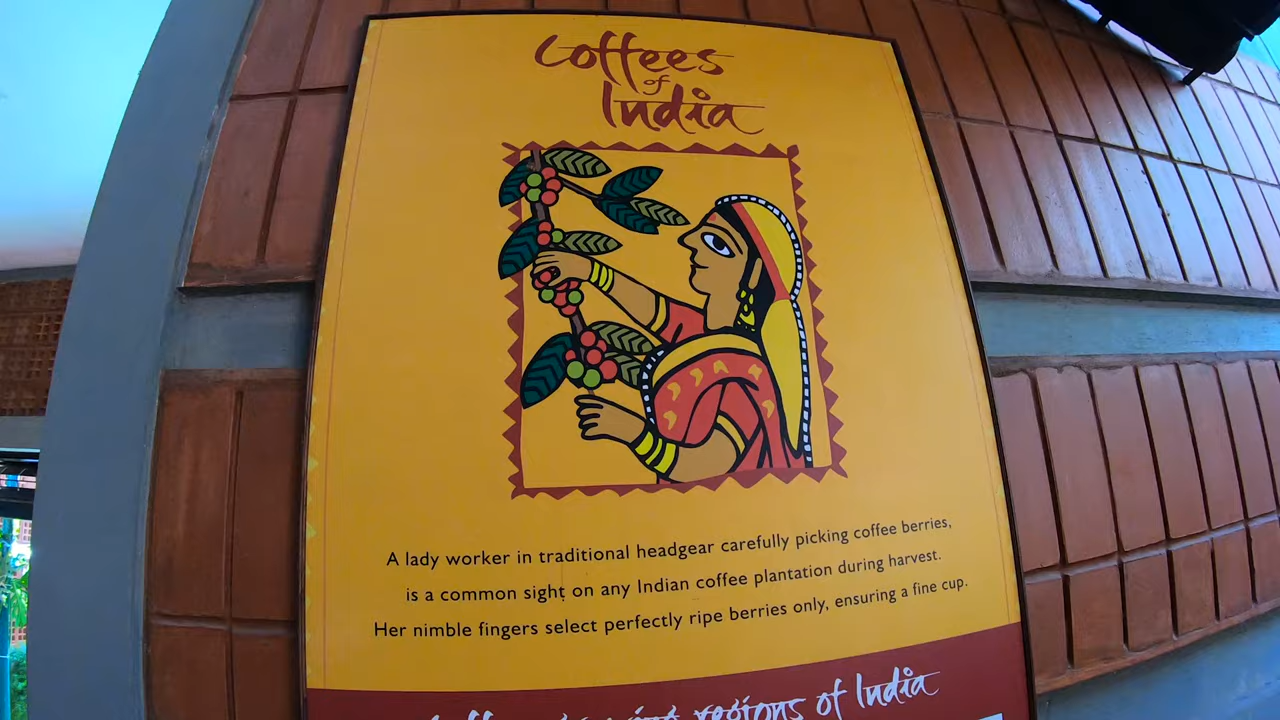 Coffees
of
India
A lady worker in traditional headgear carefully picking coffee berries,
is a common sight on any Indian coffee plantation during harvest.
Her nimble fingers select perfectly ripe berries only, ensuring a fine cup.
regions of India